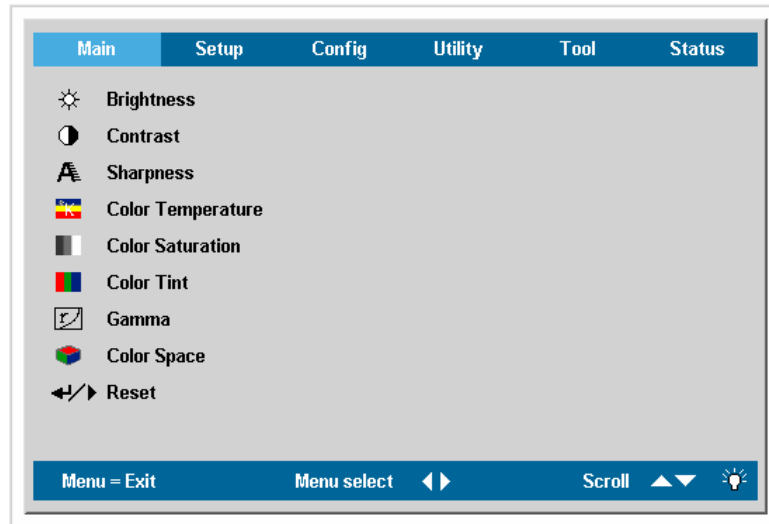 Main Setup Config Utility Tool Status
Brightness
Contrast
Sharpness
Color Temperature
Color Saturation
Color Tint
Gamma
Color Space
Reset
Menu = Exit Menu select Scroll